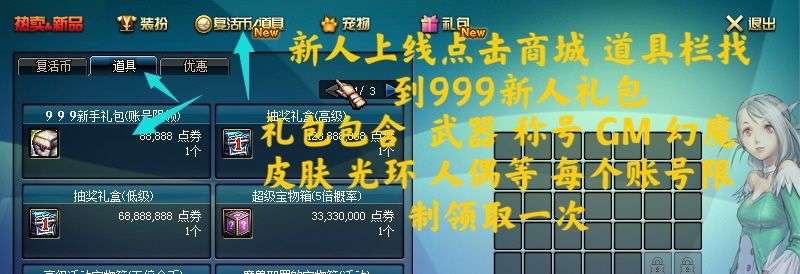 热卖&新品 装扮 复活币/道具 New 宠物 礼包 New 退出
复活币 道具 优惠
新人上线点击商城 道具栏找
/ 3
到999新人礼包
999新手礼包(账号限领) 抽奖礼盒(高级)
88,888 点券
1个
128,888,888 点券
1个
礼包包含 武器 称号 GM 幻魔
皮肤 光环 人偶等 每个账号限
制领取一次
抽奖礼盒(低级) 超级宝物箱(5倍概率)
68,888,888 点券
1个
33,330,000 点券
1个